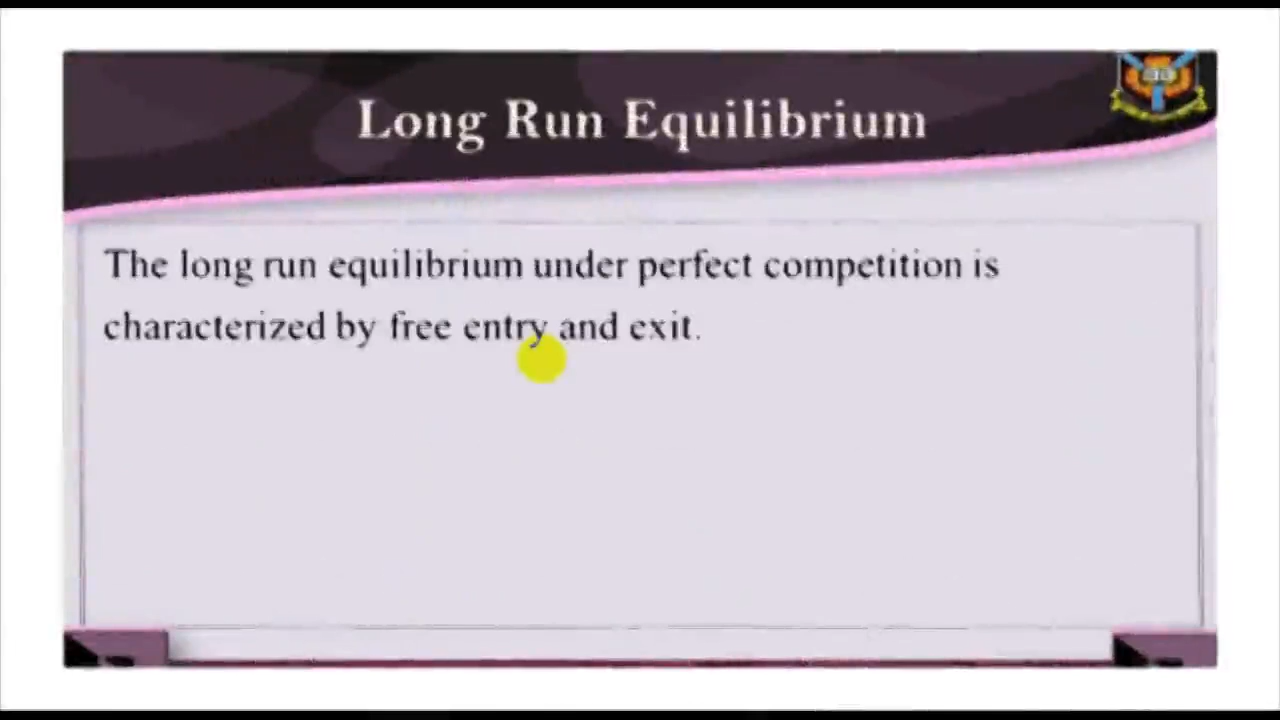 Long Run Equilibrium
The long run equilibrium under perfect competition is
characterized by free entry and exit.